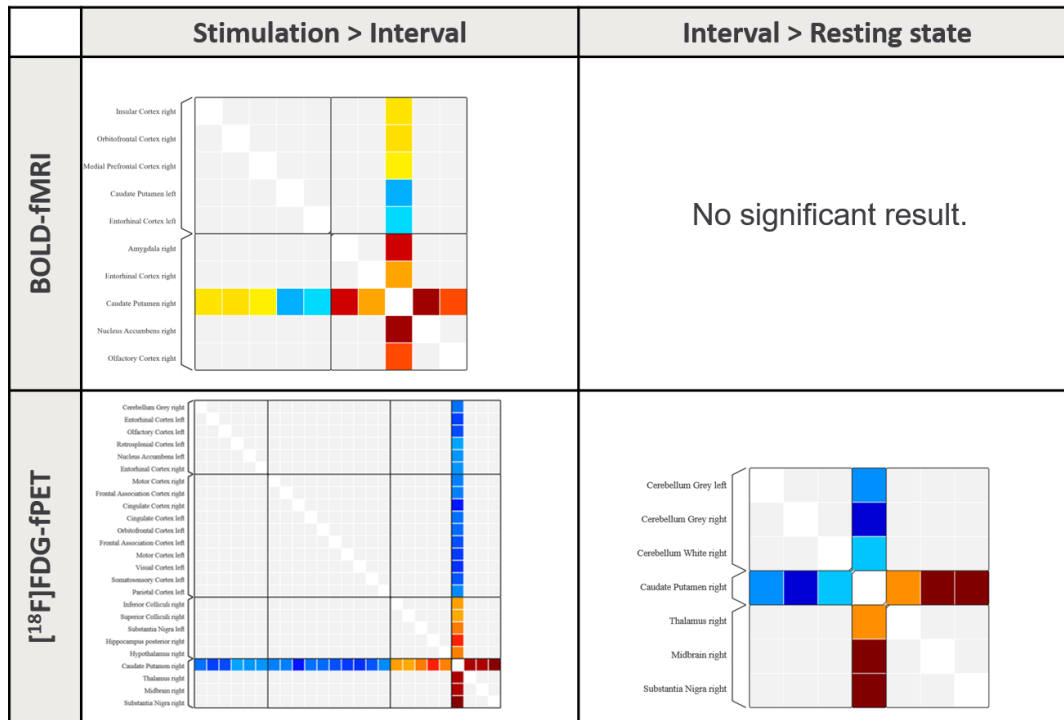 Stimulation > Interval
Interval > Resting state
BOLD-fMRI
Insular Cortex right
Orbitofrontal Cortex right
Medial Prefrontal Cortex right
Caudate Putamen left
Entorhinal Cortex left
Amygdala right
Entorhinal Cortex right
Caudate Putamen right
Nucleus Accumbens right
Olfactory Cortex right
No significant result.
[¹⁸F]FDG-fPET
Cerebellum Grey right
Entorhinal Cortex left
Olfactory Cortex left
Retrosplenial Cortex left
Nucleus Accumbens left
Entorhinal Cortex right
Motor Cortex right
Frontal Association Cortex right
Cingulate Cortex right
Cingulate Cortex left
Orbitofrontal Cortex left
Frontal Association Cortex left
Motor Cortex left
Visual Cortex left
Somatosensory Cortex left
Parietal Cortex left
Inferior Colliculi right
Superior Colliculi right
Substantia Nigra left
Hippocampus posterior right
Hypothalamus right
Caudate Putamen right
Thalamus right
Midbrain right
Substantia Nigra right
Cerebellum Grey left
Cerebellum Grey right
Cerebellum White right
Caudate Putamen right
Thalamus right
Midbrain right
Substantia Nigra right